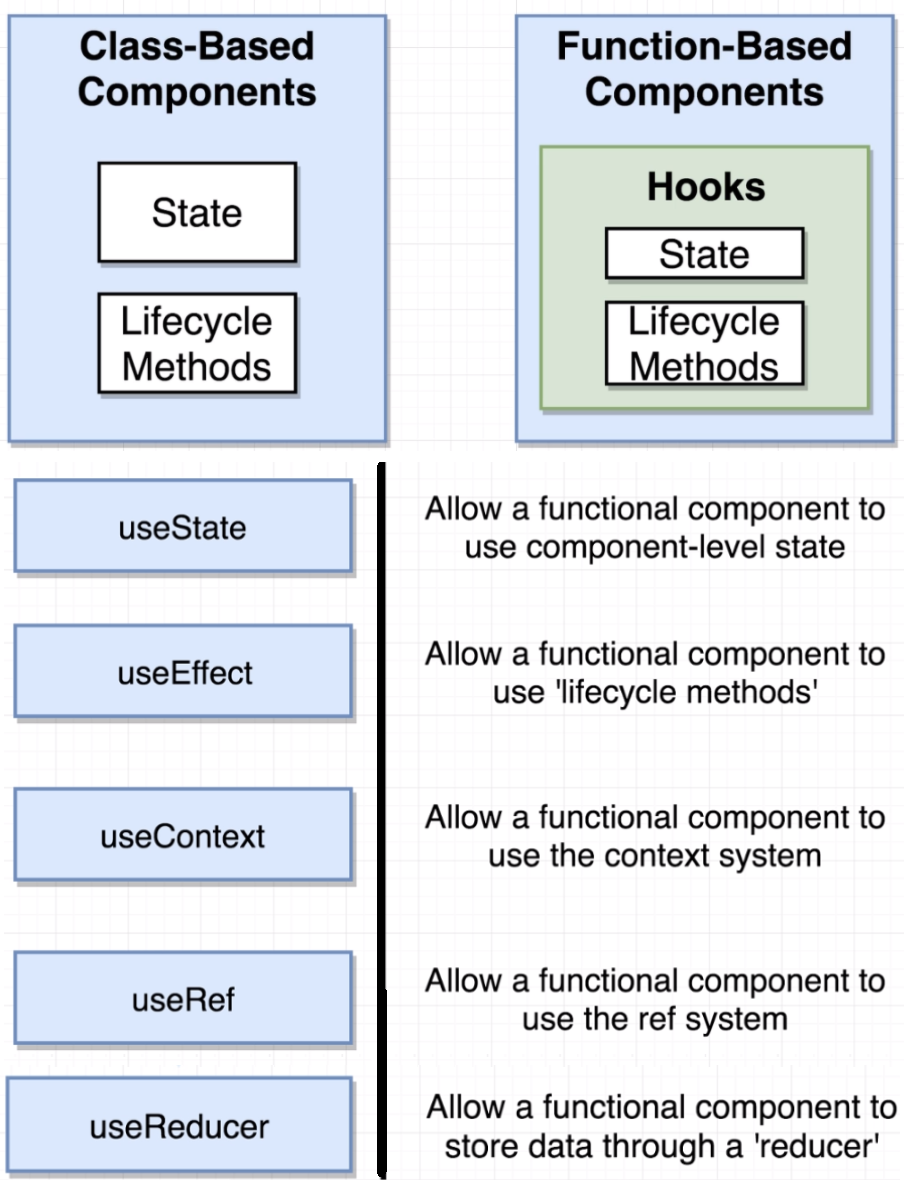 Class-Based
Components
State
Lifecycle
Methods
Function-Based
Components
Hooks
State
Lifecycle
Methods
useState
Allow a functional component to
use component-level state
useEffect
Allow a functional component to
use 'lifecycle methods'
useContext
Allow a functional component to
use the context system
useRef
Allow a functional component to
use the ref system
useReducer
Allow a functional component to
store data through a 'reducer'